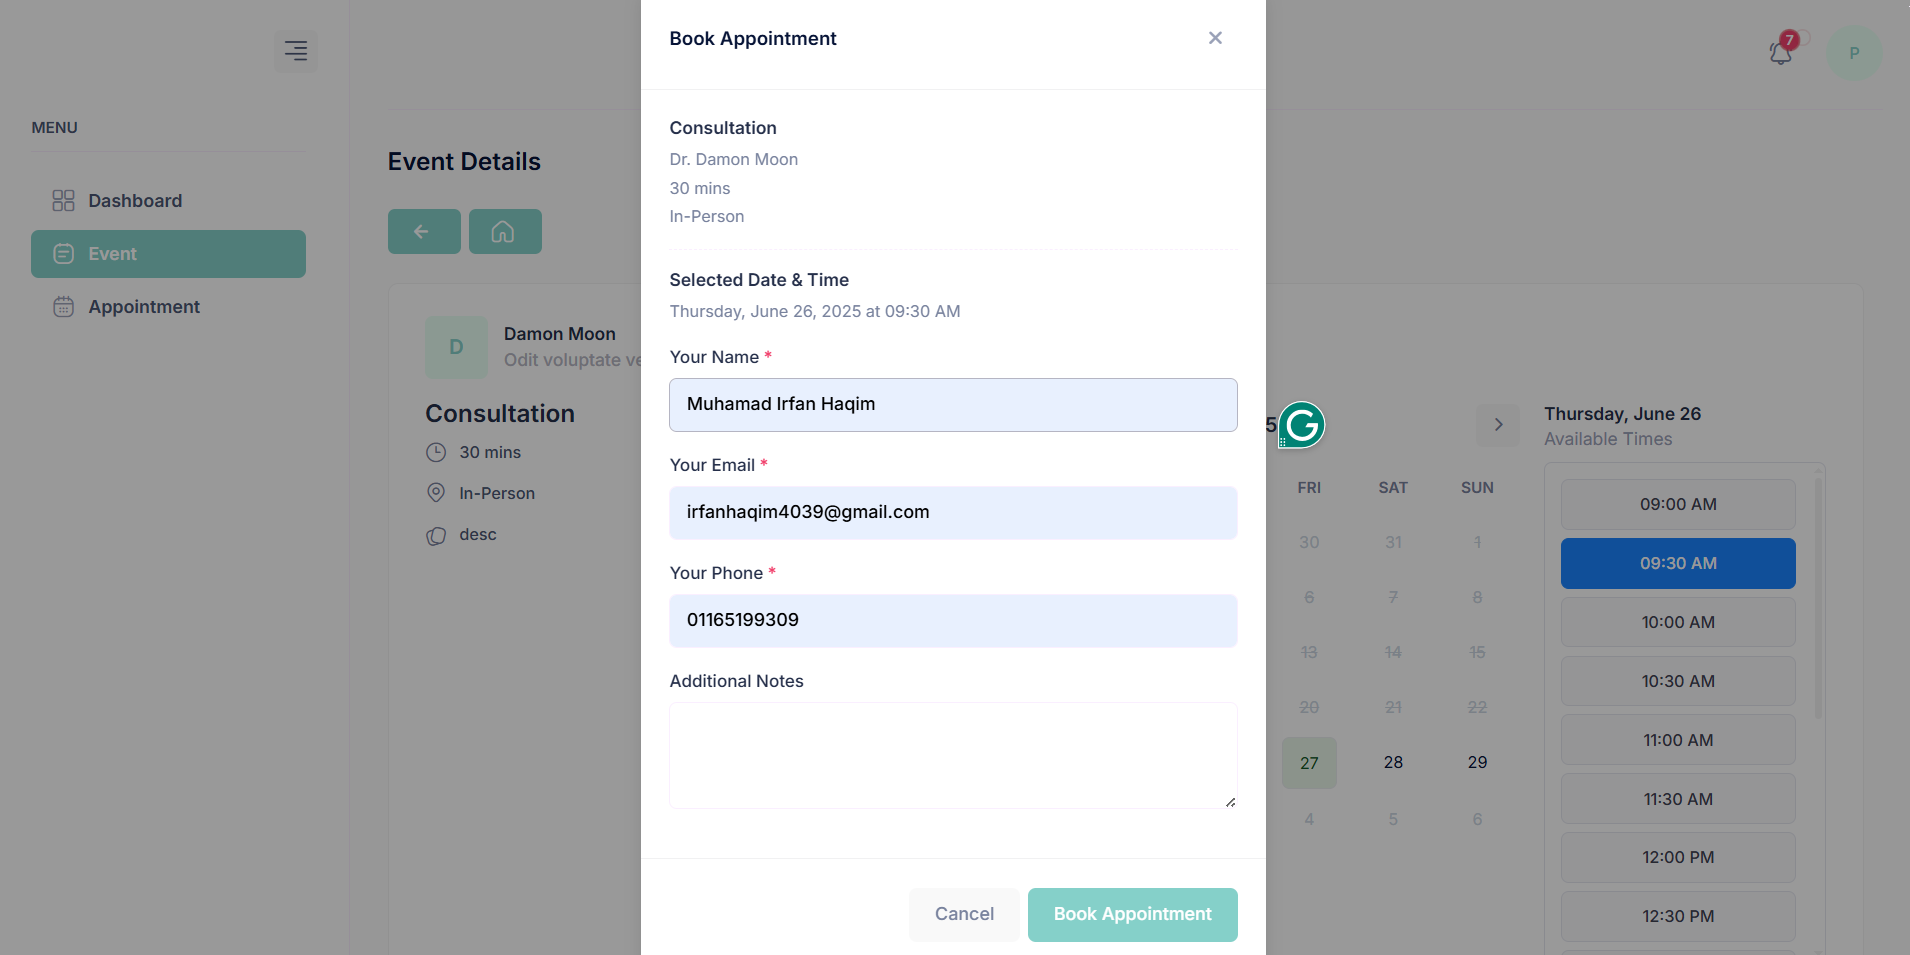 MENU
Dashboard
Event
Appointment
Event Details
D
Damon Moon
Odit voluptate ve
Consultation
30 mins
In-Person
desc
Book Appointment
Consultation
Dr. Damon Moon
30 mins
In-Person
Selected Date & Time
Thursday, June 26, 2025 at 09:30 AM
Your Name *
Muhamad Irfan Haqim
Your Email *
irfanhaqim4039@gmail.com
Your Phone *
01165199309
Additional Notes
Cancel
Book Appointment
7
P
5
G
FRI SAT SUN
30 31 1
6 7 8
13 14 15
20 21 22
27 28 29
4 5 6
Thursday, June 26
Available Times
09:00 AM
09:30 AM
10:00 AM
10:30 AM
11:00 AM
11:30 AM
12:00 PM
12:30 PM